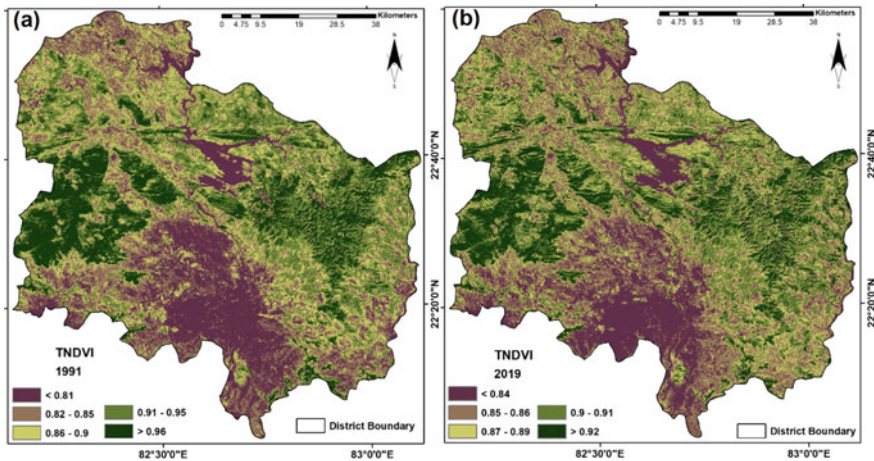 (a)
Kilometers
0 4.75 9.5 19 28.5 38
N
S
22°40'0"N
22°20'0"N
TNDVI
1991
< 0.81
0.82 - 0.85
0.86 - 0.9
0.91 - 0.95
> 0.96
District Boundary
82°30'0"E
83°0'0"E
(b)
Kilometers
0 4.75 9.5 19 28.5 38
N
S
22°40'0"N
22°20'0"N
TNDVI
2019
< 0.84
0.85 - 0.86
0.87 - 0.89
0.9 - 0.91
> 0.92
District Boundary
82°30'0"E
83°0'0"E